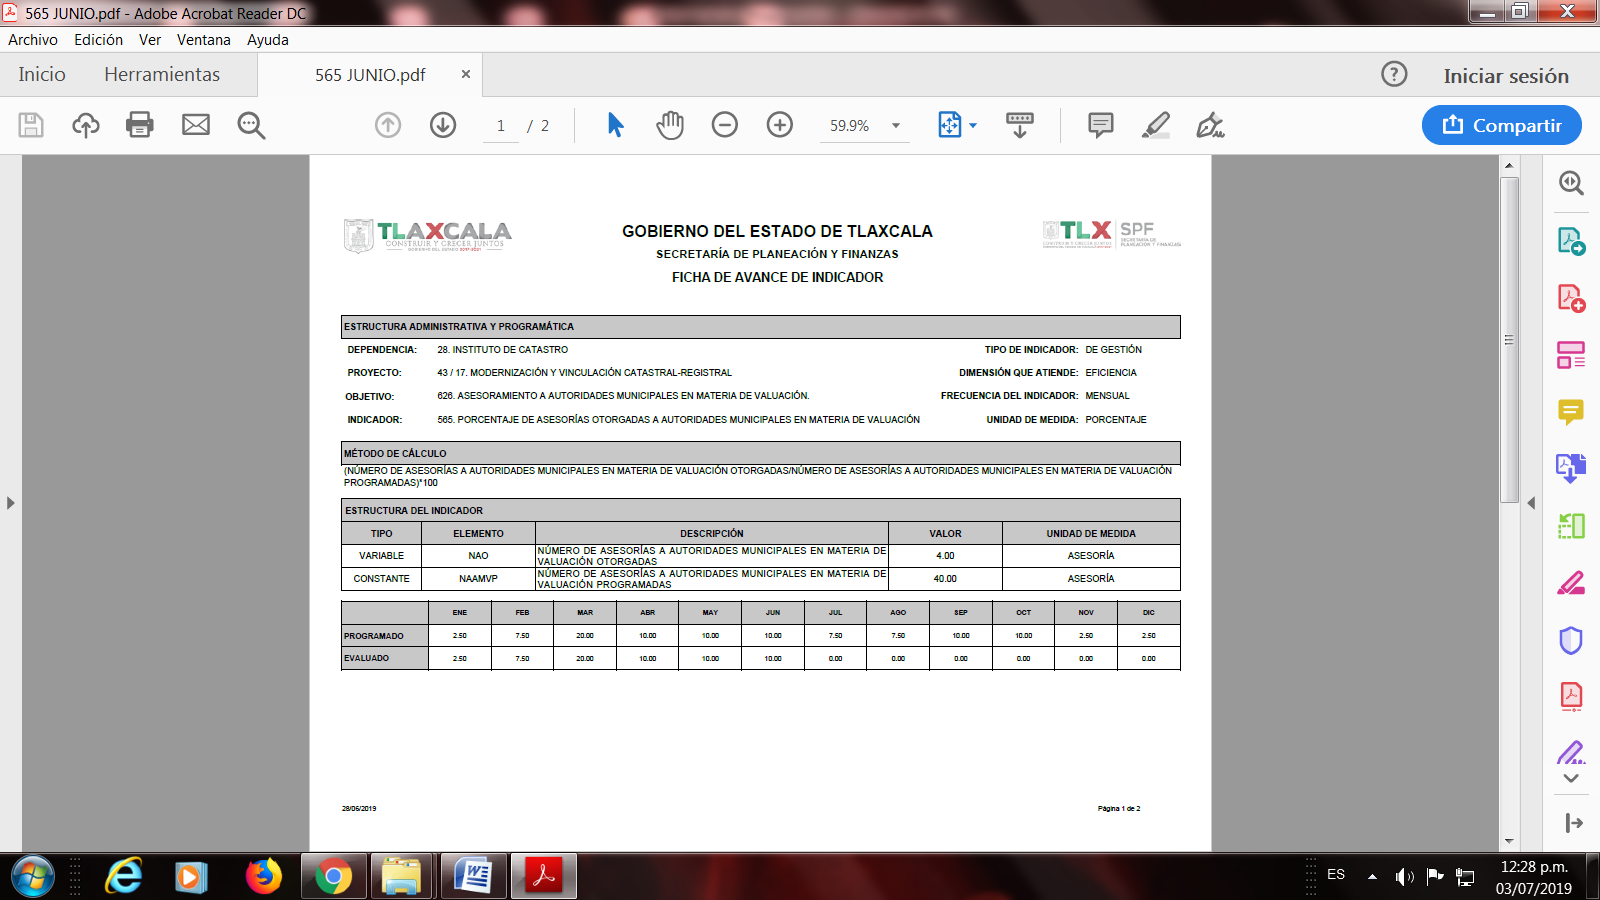 565 JUNIO.pdf - Adobe Acrobat Reader DC
Archivo Edición Ver Ventana Ayuda
Inicio Herramientas 565 JUNIO.pdf × Iniciar sesión
1 / 2 59.9% Compartir
TLAXCALA
CONSTRUIR Y CRECER JUNTOS
GOBIERNO DEL ESTADO 2017-2021
GOBIERNO DEL ESTADO DE TLAXCALA
SECRETARÍA DE PLANEACIÓN Y FINANZAS
FICHA DE AVANCE DE INDICADOR
TLX SPF
SECRETARÍA DE PLANEACIÓN Y FINANZAS
ESTRUCTURA ADMINISTRATIVA Y PROGRAMÁTICA
DEPENDENCIA: 28. INSTITUTO DE CATASTRO TIPO DE INDICADOR: DE GESTIÓN
PROYECTO: 43 / 17. MODERNIZACIÓN Y VINCULACIÓN CATASTRAL-REGISTRAL DIMENSIÓN QUE ATIENDE: EFICIENCIA
OBJETIVO: 626. ASESORAMIENTO A AUTORIDADES MUNICIPALES EN MATERIA DE VALUACIÓN. FRECUENCIA DEL INDICADOR: MENSUAL
INDICADOR: 565. PORCENTAJE DE ASESORÍAS OTORGADAS A AUTORIDADES MUNICIPALES EN MATERIA DE VALUACIÓN UNIDAD DE MEDIDA: PORCENTAJE
MÉTODO DE CÁLCULO
(NÚMERO DE ASESORÍAS A AUTORIDADES MUNICIPALES EN MATERIA DE VALUACIÓN OTORGADAS/NÚMERO DE ASESORÍAS A AUTORIDADES MUNICIPALES EN MATERIA DE VALUACIÓN
PROGRAMADAS)*100
ESTRUCTURA DEL INDICADOR
TIPO ELEMENTO DESCRIPCIÓN VALOR UNIDAD DE MEDIDA
VARIABLE NAO NÚMERO DE ASESORÍAS A AUTORIDADES MUNICIPALES EN MATERIA DE VALUACIÓN OTORGADAS 4.00 ASESORÍA
CONSTANTE NAAMVP NÚMERO DE ASESORÍAS A AUTORIDADES MUNICIPALES EN MATERIA DE VALUACIÓN PROGRAMADAS 40.00 ASESORÍA
ENE FEB MAR ABR MAY JUN JUL AGO SEP OCT NOV DIC
PROGRAMADO 2.50 7.50 20.00 10.00 10.00 10.00 7.50 7.50 10.00 10.00 2.50 2.50
EVALUADO 2.50 7.50 20.00 10.00 10.00 10.00 0.00 0.00 0.00 0.00 0.00 0.00
28/06/2019 Página 1 de 2
ES 12:28 p.m.
03/07/2019